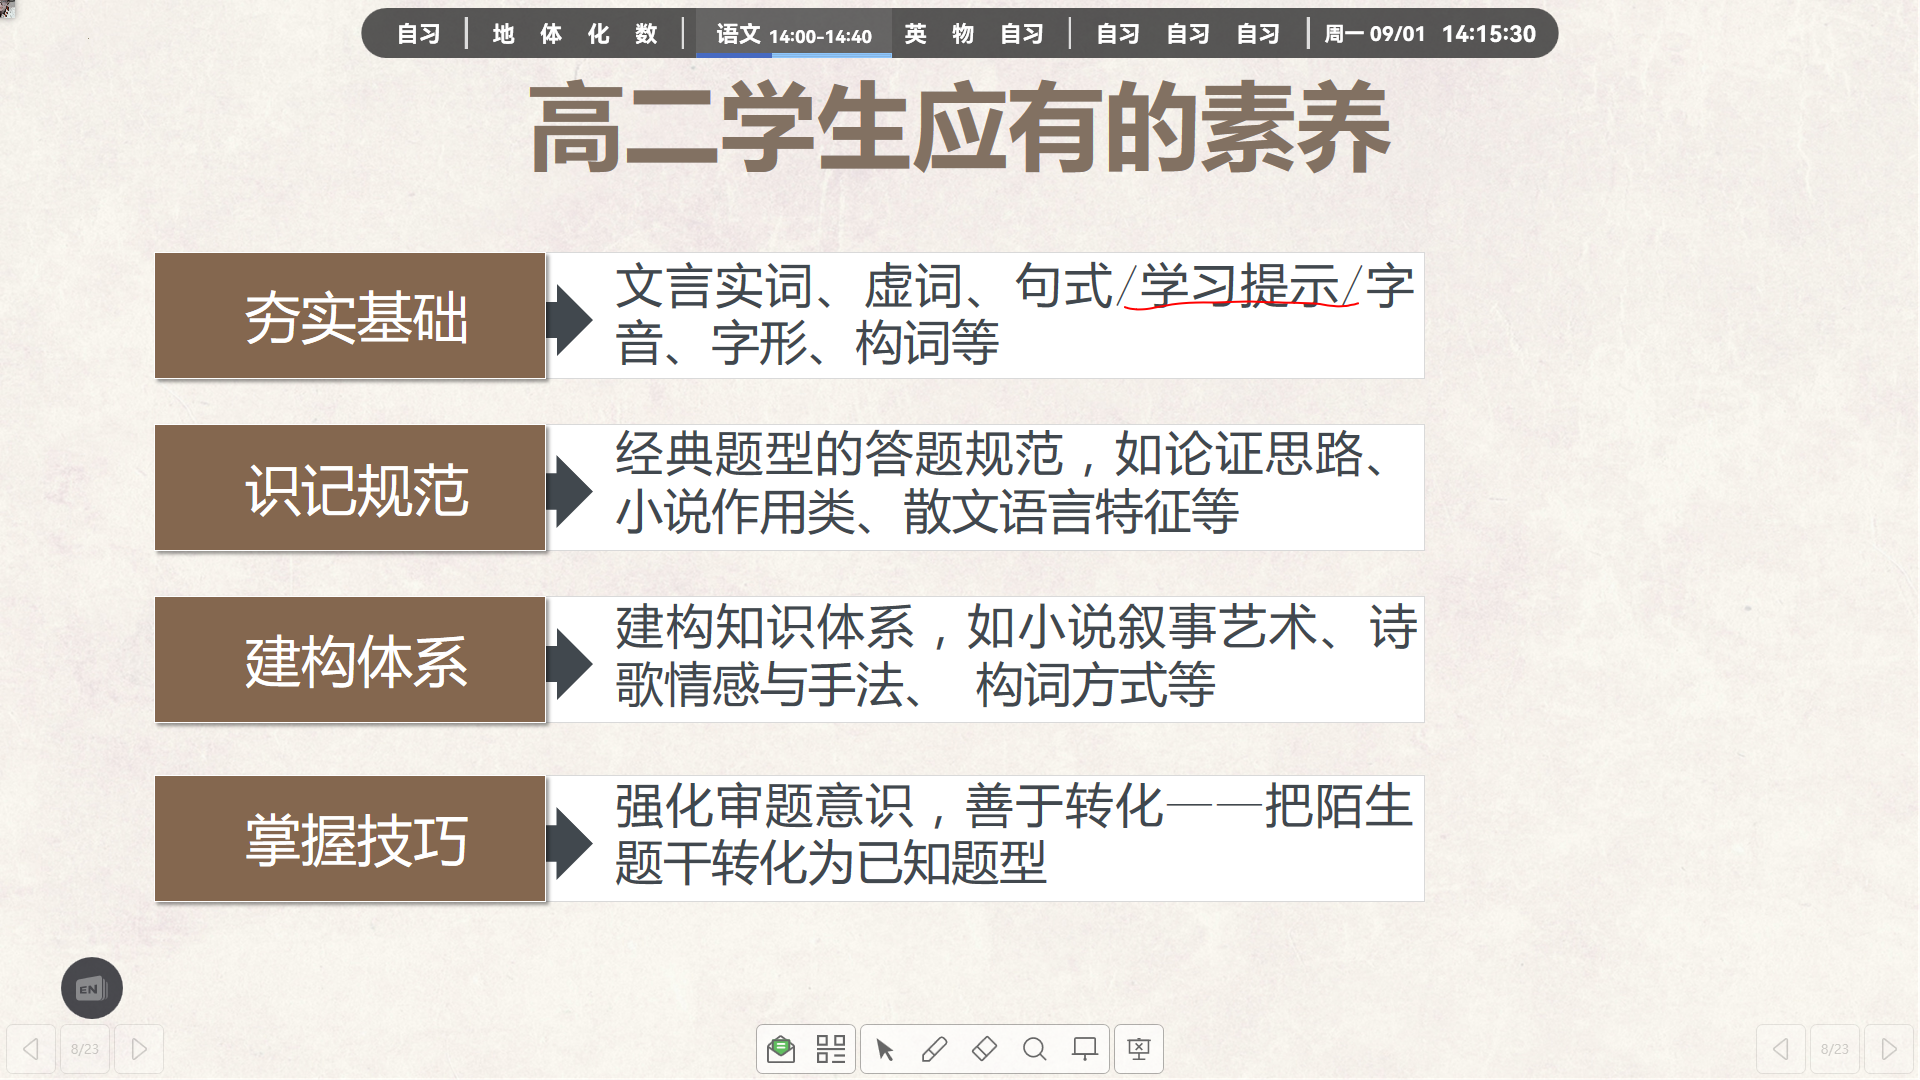 自习 | 地 体 化 数 | 语文 14:00-14:40 英 物 自习 | 自习 自习 自习 | 周一 09/01 14:15:30
高二学生应有的素养
夯实基础
文言实词、虚词、句式/学习提示/字
音、字形、构词等
识记规范
经典题型的答题规范，如论证思路、
小说作用类、散文语言特征等
建构体系
建构知识体系，如小说叙事艺术、诗
歌情感与手法、 构词方式等
掌握技巧
强化审题意识，善于转化——把陌生
题干转化为已知题型
EN
8/23
8/23